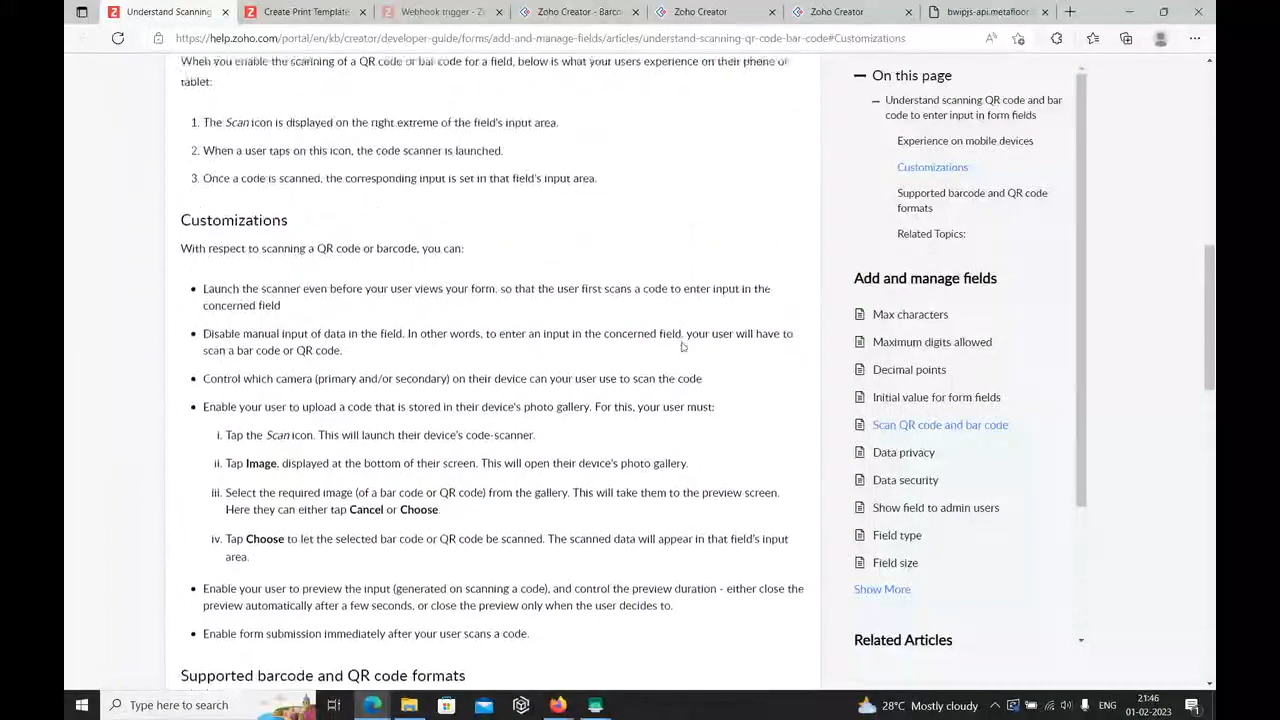 Understanding Scanning
Create Print Template
Webhook trigger - Z
Zoho Creator - Barco
Zoho Creator
Zoho Creator
bwipjs-api.metafloor
https://help.zoho.com/portal/en/kb/creator/developer-guide/forms/add-and-manage-fields/articles/understand-scanning-qr-code-bar-code#Customizations
When you enable the scanning of a QR code or bar code for a field, below is what your users experience on their phone or
tablet:
1. The Scan icon is displayed on the right extreme of the field's input area.
2. When a user taps on this icon, the code scanner is launched.
3. Once a code is scanned, the corresponding input is set in that field's input area.
Customizations
With respect to scanning a QR code or barcode, you can:
• Launch the scanner even before your user views your form, so that the user first scans a code to enter input in the
concerned field
• Disable manual input of data in the field. In other words, to enter an input in the concerned field, your user will have to
scan a bar code or QR code.
• Control which camera (primary and/or secondary) on their device can your user use to scan the code
• Enable your user to upload a code that is stored in their device's photo gallery. For this, your user must:
i. Tap the Scan icon. This will launch their device's code-scanner.
ii. Tap Image, displayed at the bottom of their screen. This will open their device's photo gallery.
iii. Select the required image (of a bar code or QR code) from the gallery. This will take them to the preview screen.
Here they can either tap Cancel or Choose.
iv. Tap Choose to let the selected bar code or QR code be scanned. The scanned data will appear in that field's input
area.
• Enable your user to preview the input (generated on scanning a code), and control the preview duration - either close the
preview automatically after a few seconds, or close the preview only when the user decides to.
• Enable form submission immediately after your user scans a code.
Supported barcode and QR code formats
On this page
Understand scanning QR code and bar
code to enter input in form fields
Experience on mobile devices
Customizations
Supported barcode and QR code
formats
Related Topics:
Add and manage fields
Max characters
Maximum digits allowed
Decimal points
Initial value for form fields
Scan QR code and bar code
Data privacy
Data security
Show field to admin users
Field type
Field size
Show More
Related Articles
Type here to search
28°C Mostly cloudy
21:46
01-02-2023